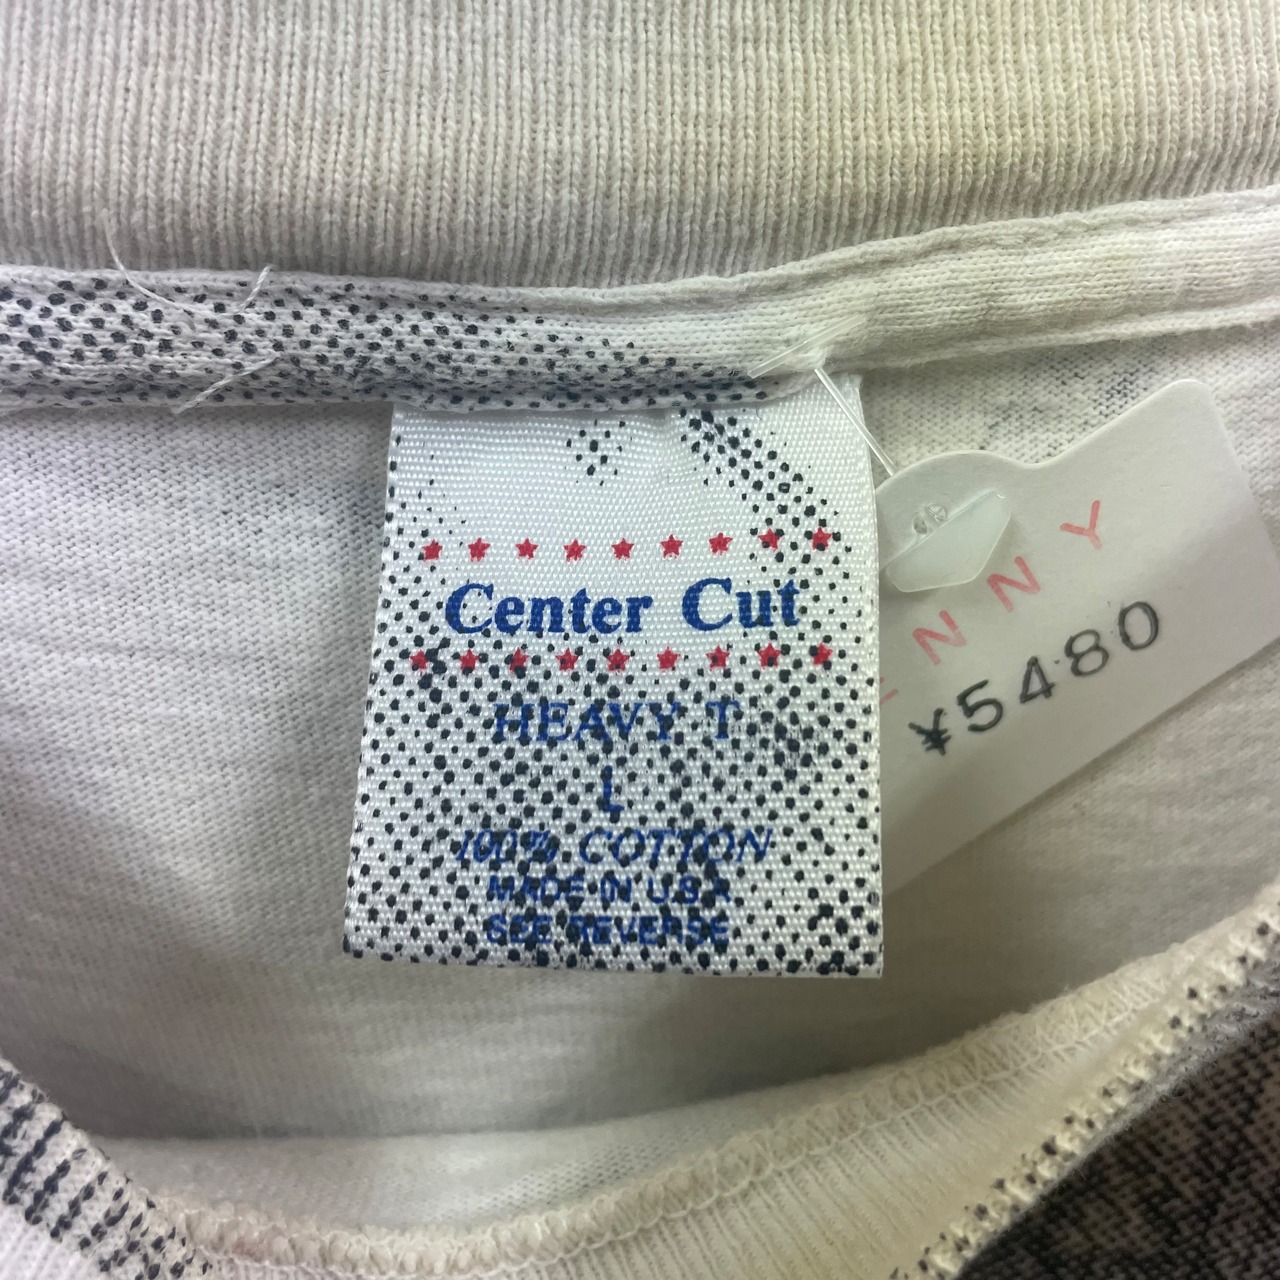 Center Cut
HEAVY T
L
100% COTTON
MADE IN U.S.A
SEE REVERSE
NNY
¥5480